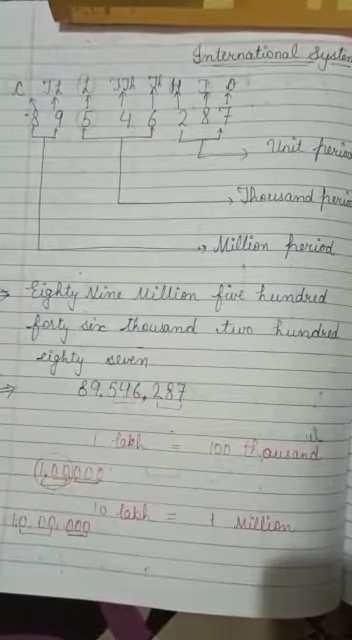 International System
C TL L TTh Th H T O
8 9 5 4 6 2 8 7
Unit period
Thousand period
Million period
⇒ Eighty Nine Million five hundred
forty six thousand two hundred
eighty seven
⇒ 89,546,287
1 lakh = 100 thousand
1,00,000
10 lakh = 1 Million
10,00,000